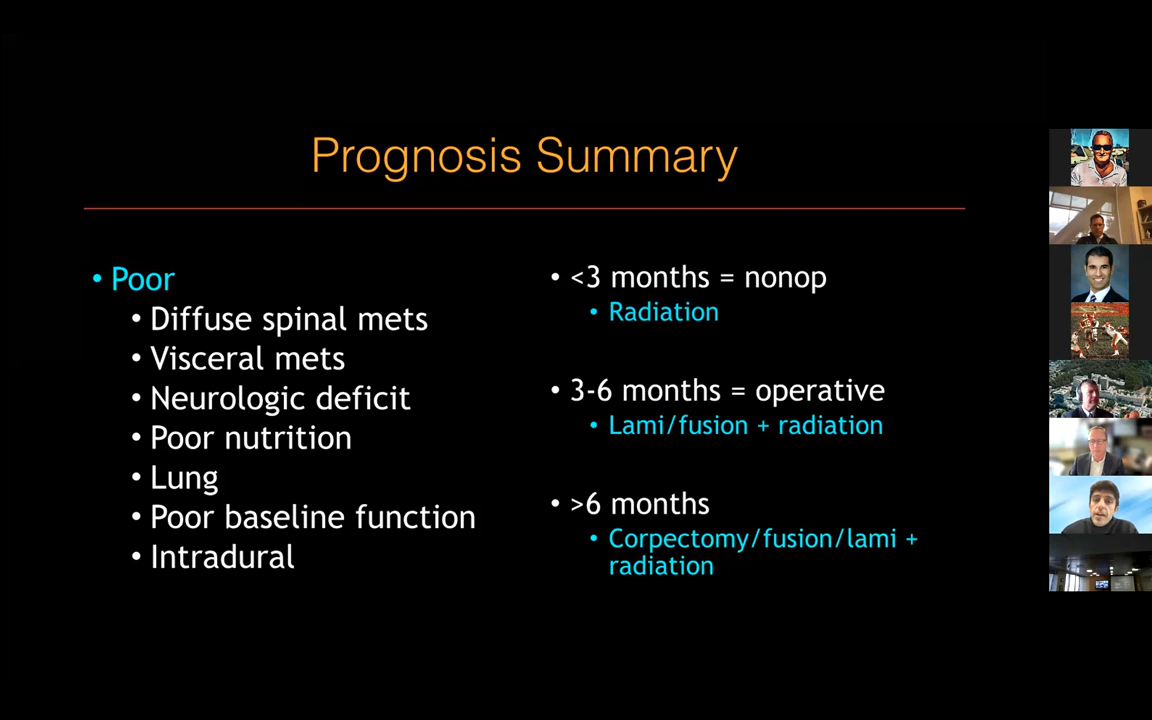 Prognosis Summary
• Poor
• Diffuse spinal mets
• Visceral mets
• Neurologic deficit
• Poor nutrition
• Lung
• Poor baseline function
• Intradural
• <3 months = nonop
• Radiation
• 3-6 months = operative
• Lami/fusion + radiation
• >6 months
• Corpectomy/fusion/lami +
radiation